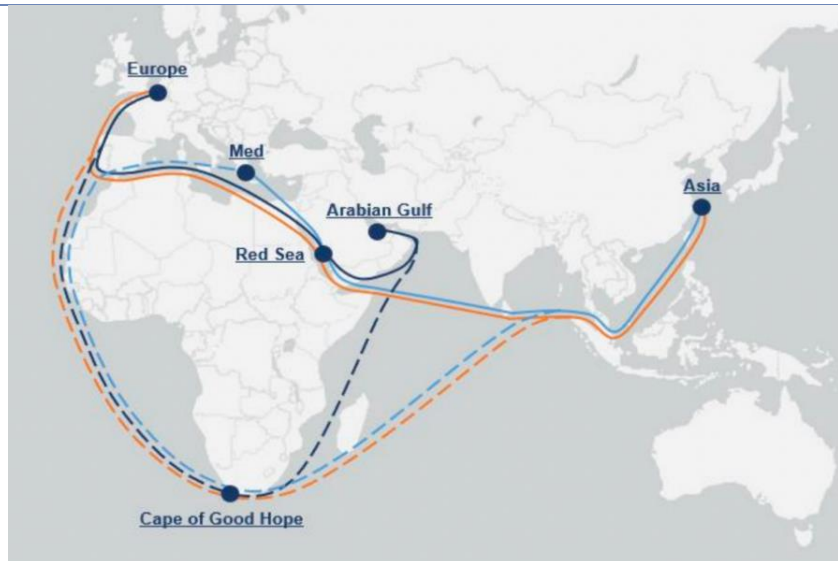 Europe
Med
Asia
Arabian Gulf
Red Sea
Cape of Good Hope